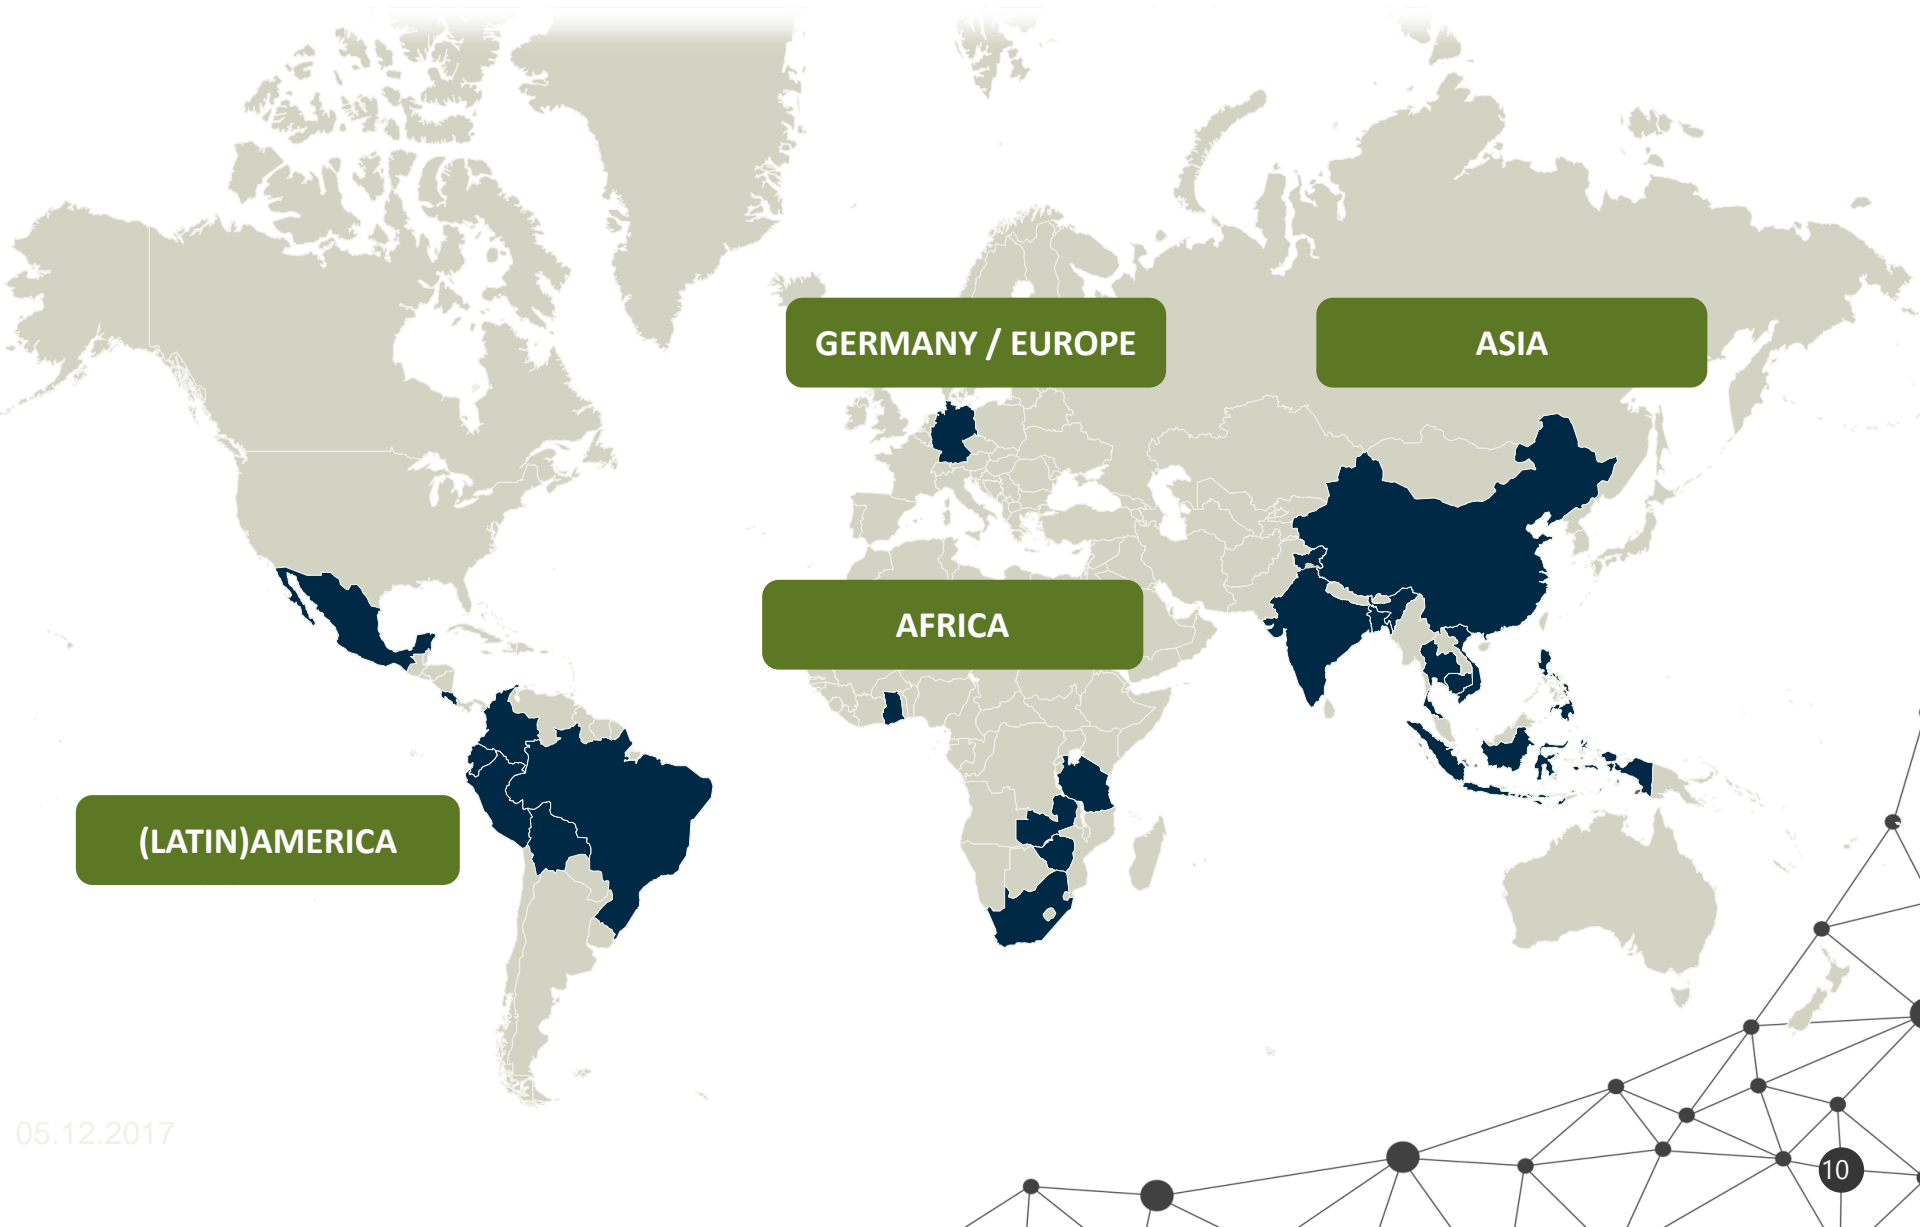 GERMANY / EUROPE
ASIA
AFRICA
(LATIN)AMERICA
05.12.2017
10